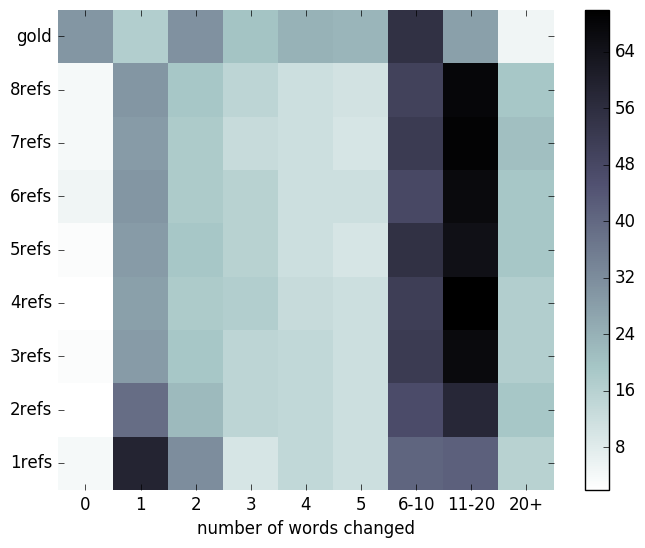 gold
8refs
7refs
6refs
5refs
4refs
3refs
2refs
1refs
0 1 2 3 4 5 6-10 11-20 20+
number of words changed
64
56
48
40
32
24
16
8